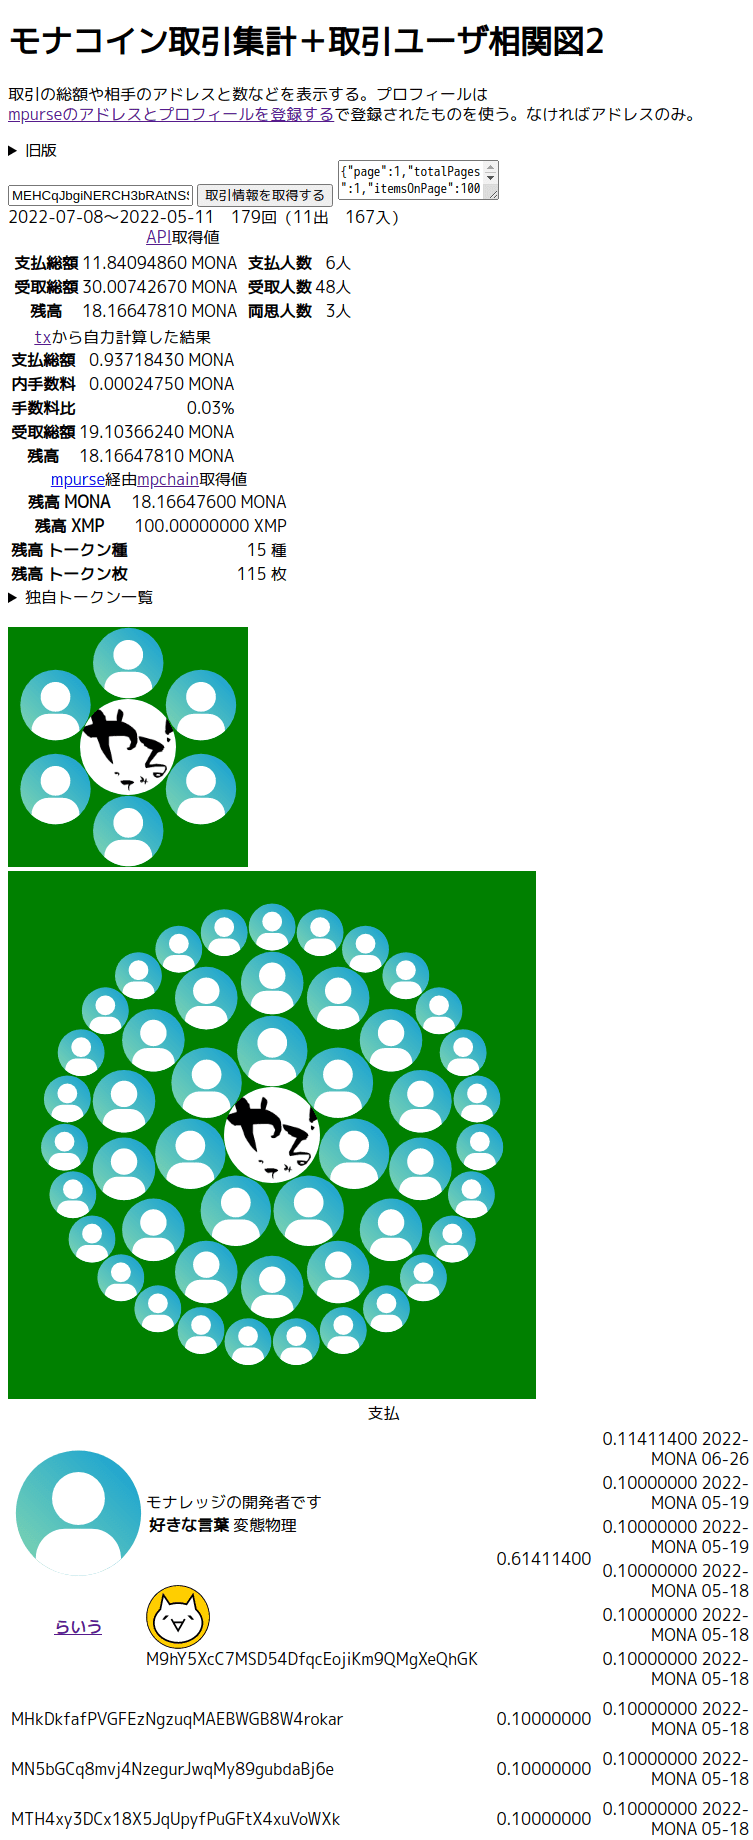 モナコイン取引集計＋取引ユーザ相関図2
取引の総額や相手のアドレスと数などを表示する。プロフィールは
mpurseのアドレスとプロフィールを登録するで登録されたものを使う。なければアドレスのみ。
▶ 旧版
MEHCqJbgiNERCH3bRAtNS 取引情報を取得する {"page":1,"totalPages
":1,"itemsOnPage":100
2022-07-08～2022-05-11　179回（11出　167入）
API取得値
支払総額 11.84094860 MONA 支払人数 6人
受取総額 30.00742670 MONA 受取人数 48人
残高 18.16647810 MONA 両思人数 3人
txから自力計算した結果
支払総額 0.93718430 MONA
内手数料 0.00024750 MONA
手数料比 0.03%
受取総額 19.10366240 MONA
残高 18.16647810 MONA
mpurse経由mpchain取得値
残高 MONA 18.16647600 MONA
残高 XMP 100.00000000 XMP
残高 トークン種 15 種
残高 トークン枚 115 枚
▶ 独自トークン一覧
やる
てみ
やる
てみ
支払
モナレッジの開発者です
好きな言葉 変態物理
らいう
M9hY5XcC7MSD54DfqcEojiKm9QMgXeQhGK
0.61411400
0.11411400 2022-
MONA 06-26
0.10000000 2022-
MONA 05-19
0.10000000 2022-
MONA 05-19
0.10000000 2022-
MONA 05-18
0.10000000 2022-
MONA 05-18
0.10000000 2022-
MONA 05-18
MHkDkfafPVGFEzNgzuqMAEBWGB8W4rokar 0.10000000 0.10000000 2022-
MONA 05-18
MN5bGCq8mvj4NzegurJwqMy89gubdaBj6e 0.10000000 0.10000000 2022-
MONA 05-18
MTH4xy3DCx18X5JqUpyfPuGFtX4xuVoWXk 0.10000000 0.10000000 2022-
MONA 05-18